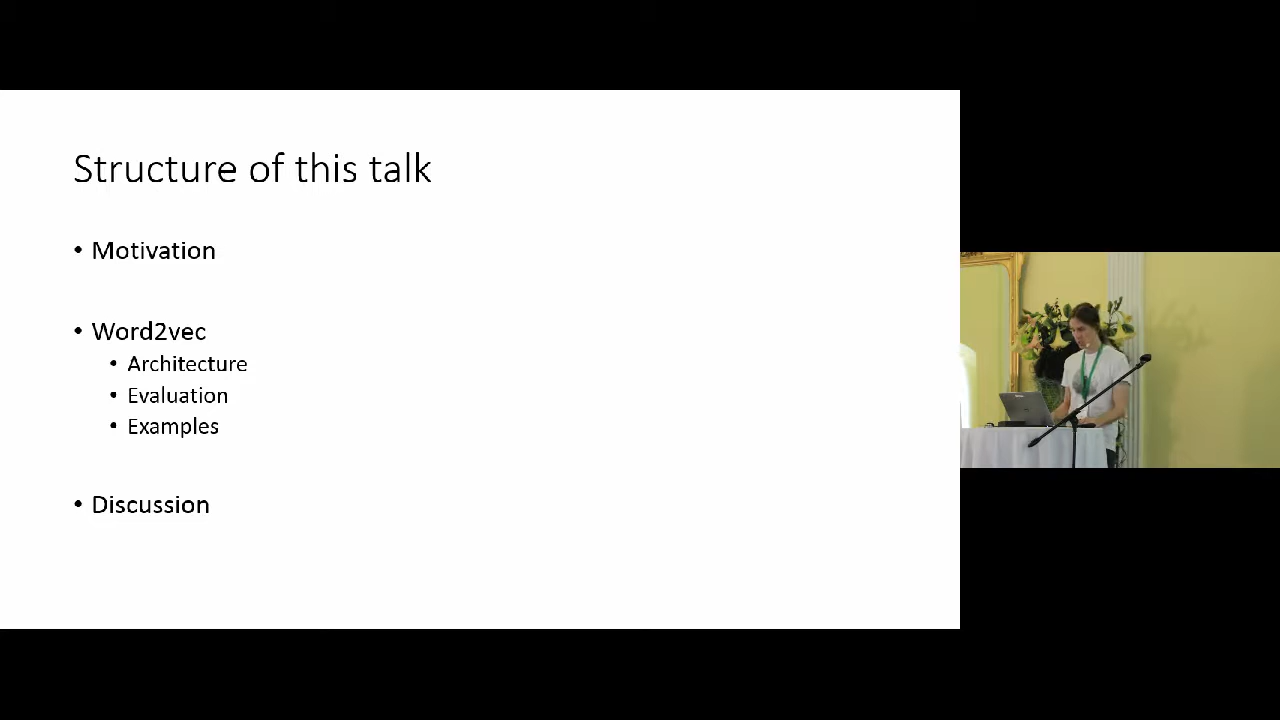 Structure of this talk
• Motivation
• Word2vec
• Architecture
• Evaluation
• Examples
• Discussion